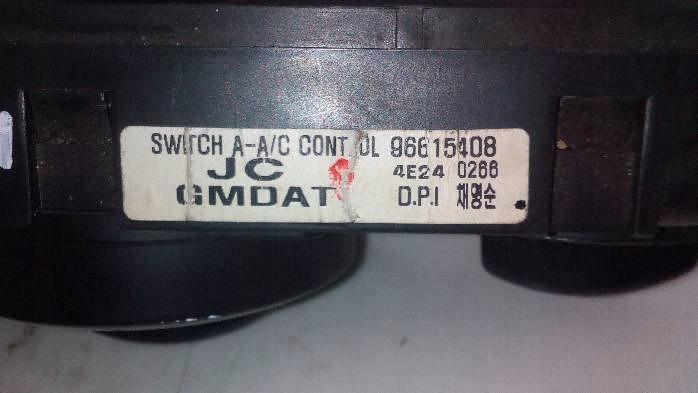 SWITCH A-A/C CONT OL 96615408
JC 4E24 0266
GMDAT D.P.I 채영순